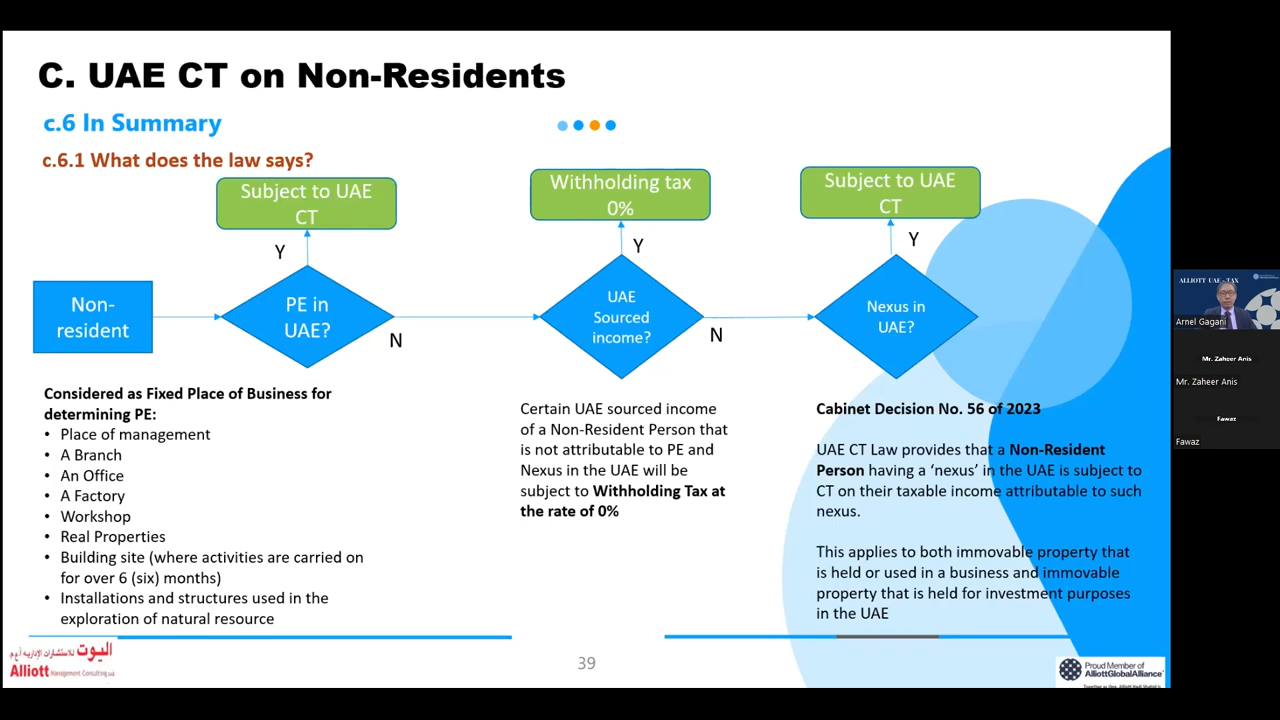 C. UAE CT on Non-Residents
c.6 In Summary
c.6.1 What does the law says?
Subject to UAE
CT
Withholding tax
0%
Subject to UAE
CT
Y
Y
Y
Non-
resident
PE in
UAE?
N
UAE
Sourced
income?
N
Nexus in
UAE?
Considered as Fixed Place of Business for
determining PE:
• Place of management
• A Branch
• An Office
• A Factory
• Workshop
• Real Properties
• Building site (where activities are carried on
for over 6 (six) months)
• Installations and structures used in the
exploration of natural resource
Certain UAE sourced income
of a Non-Resident Person that
is not attributable to PE and
Nexus in the UAE will be
subject to Withholding Tax at
the rate of 0%
Cabinet Decision No. 56 of 2023
UAE CT Law provides that a Non-Resident
Person having a ‘nexus’ in the UAE is subject to
CT on their taxable income attributable to such
nexus.
This applies to both immovable property that
is held or used in a business and immovable
property that is held for investment purposes
in the UAE
اليوت للاستشارات الإدارية
Alliott Management Consulting
39
Proud Member of
AlliottGlobalAlliance
ALLIOTT UAE - TAX
Arnel Gagani
Mr. Zaheer Anis
Mr. Zaheer Anis
Fawaz
Fawaz